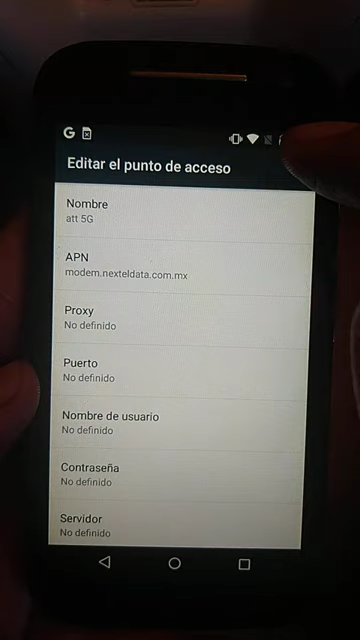 G
Editar el punto de acceso
Nombre
att 5G
APN
modem.nexteldata.com.mx
Proxy
No definido
Puerto
No definido
Nombre de usuario
No definido
Contraseña
No definido
Servidor
No definido